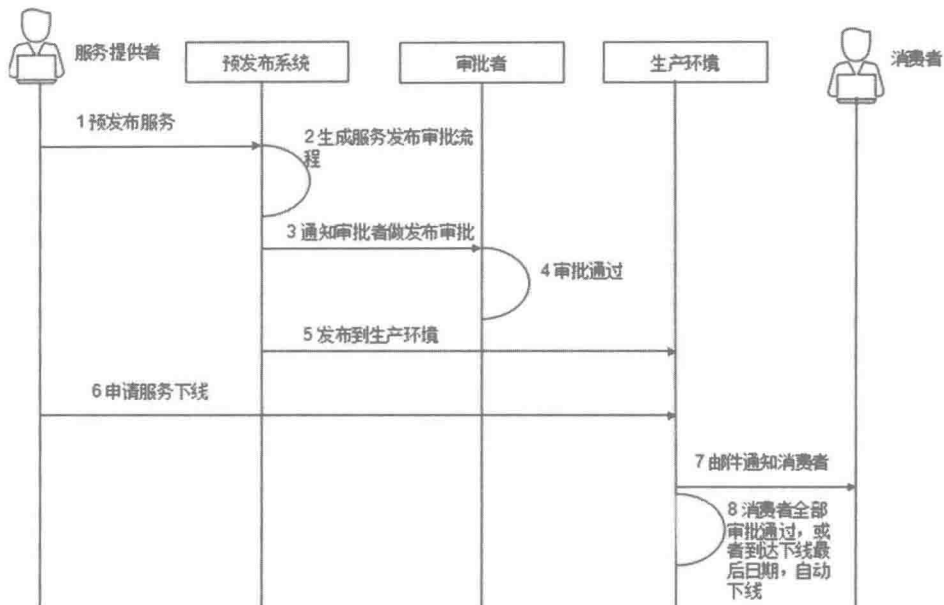 服务提供者
预发布系统
审批者
生产环境
消费者
1 预发布服务
2 生成服务发布审批流
程
3 通知审批者做发布审批
4 审批通过
5 发布到生产环境
6 申请服务下线
7 邮件通知消费者
8 消费者全部
审批通过，或
者到达下线最
后日期，自动
下线